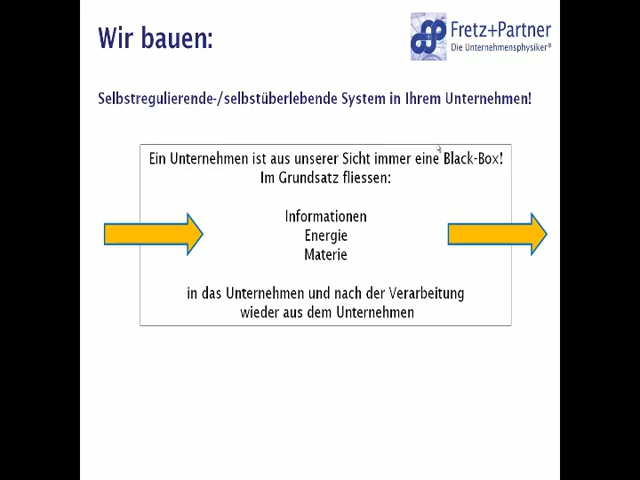 Wir bauen:
Fretz+Partner
Die Unternehmensphysiker®
Selbstregulierende-/selbstüberlebende System in Ihrem Unternehmen!
Ein Unternehmen ist aus unserer Sicht immer eine Black-Box!
Im Grundsatz fliessen:
Informationen
Energie
Materie
in das Unternehmen und nach der Verarbeitung
wieder aus dem Unternehmen